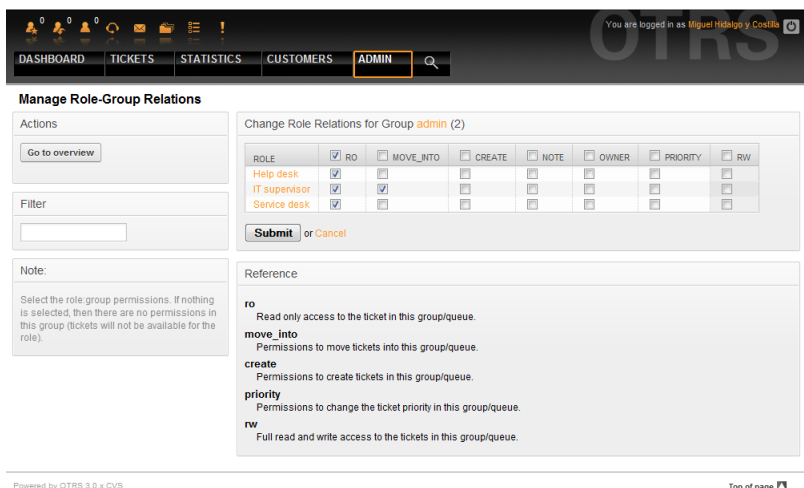 0 0 0
You are logged in as Miguel Hidalgo y Costilla
OTRS
DASHBOARD TICKETS STATISTICS CUSTOMERS ADMIN
Manage Role-Group Relations
Actions
Go to overview
Filter
Note:
Select the role:group permissions. If nothing
is selected, then there are no permissions in
this group (tickets will not be available for the
role).
Change Role Relations for Group admin (2)
ROLE RO MOVE_INTO CREATE NOTE OWNER PRIORITY RW
Help desk
IT supervisor
Service desk
Submit or Cancel
Reference
ro
Read only access to the ticket in this group/queue.
move_into
Permissions to move tickets into this group/queue.
create
Permissions to create tickets in this group/queue.
priority
Permissions to change the ticket priority in this group/queue.
rw
Full read and write access to the tickets in this group/queue.
Powered by OTRS 3.0.x CVS
Top of page